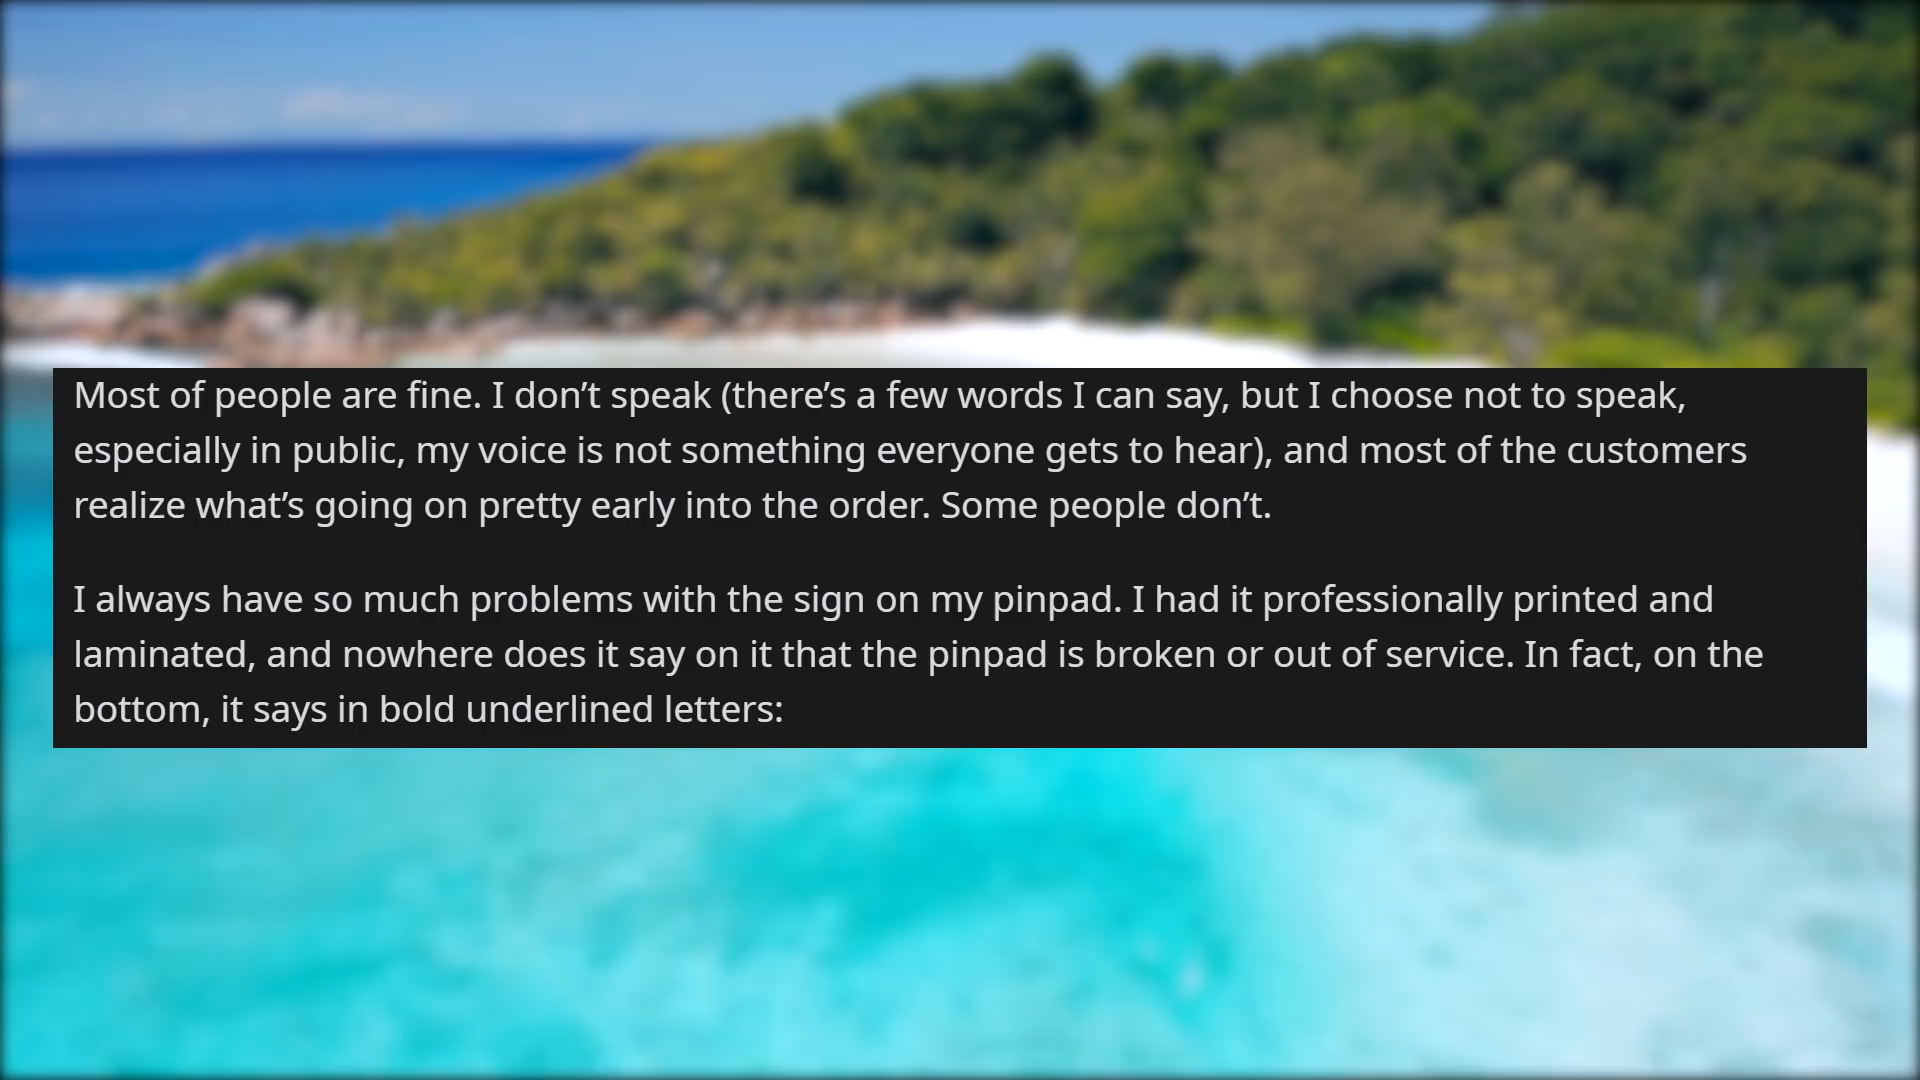 Most of people are fine. I don’t speak (there’s a few words I can say, but I choose not to speak,
especially in public, my voice is not something everyone gets to hear), and most of the customers
realize what’s going on pretty early into the order. Some people don’t.
I always have so much problems with the sign on my pinpad. I had it professionally printed and
laminated, and nowhere does it say on it that the pinpad is broken or out of service. In fact, on the
bottom, it says in bold underlined letters: